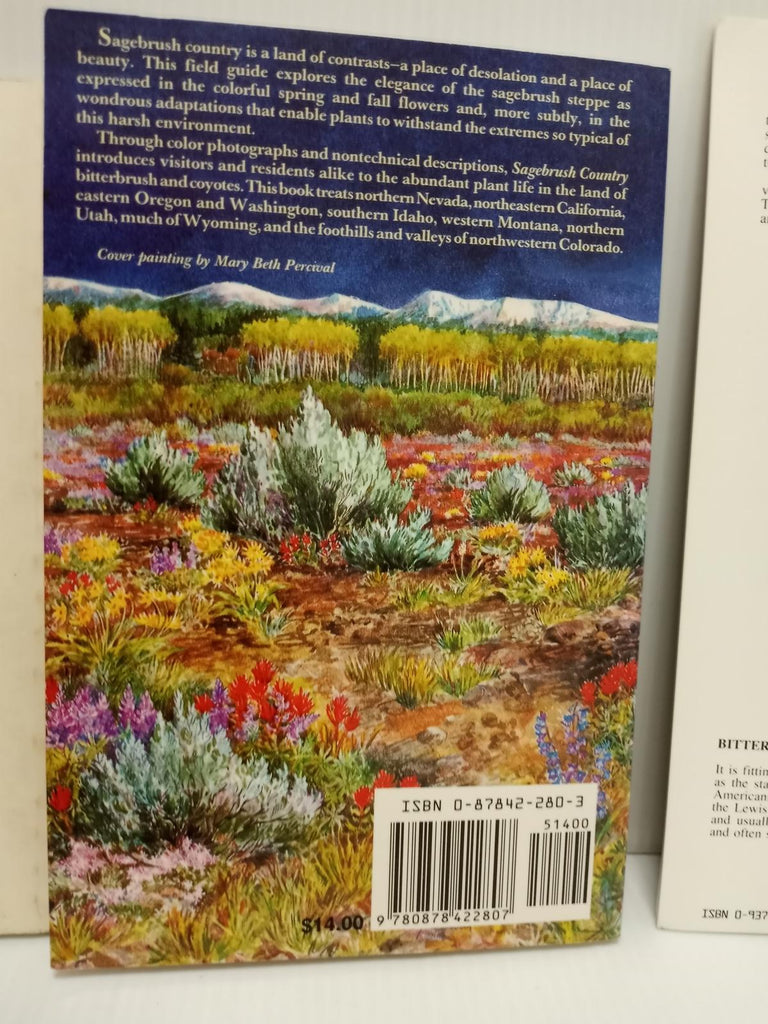 Sagebrush country is a land of contrasts—a place of desolation and a place of
beauty. This field guide explores the elegance of the sagebrush steppe as
expressed in the colorful spring and fall flowers and, more subtly, in the
wondrous adaptations that enable plants to withstand the extremes so typical of
this harsh environment.
Through color photographs and nontechnical descriptions, Sagebrush Country
introduces visitors and residents alike to the abundant plant life in the land of
bitterbrush and coyotes. This book treats northern Nevada, northeastern California,
eastern Oregon and Washington, southern Idaho, western Montana, northern
Utah, much of Wyoming, and the foothills and valleys of northwestern Colorado.
Cover painting by Mary Beth Percival
ISBN 0-87842-280-3
51400
$14.00
9 780878 422807
BITTER
It is fittin
as the sta
American
the Lewis
and usuall
and often
ISBN 0-937